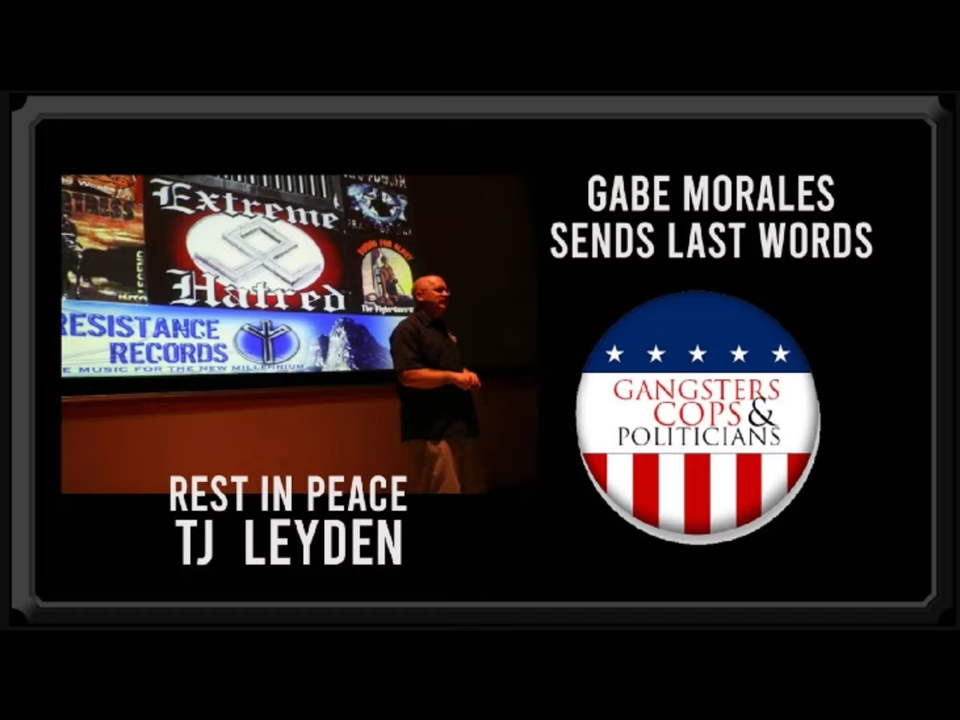 Extreme
Hatred
RESISTANCE
RECORDS
E MUSIC FOR THE NEW MILLENNIUM
REST IN PEACE
TJ LEYDEN
GABE MORALES
SENDS LAST WORDS
GANGSTERS
COPS &
POLITICIANS